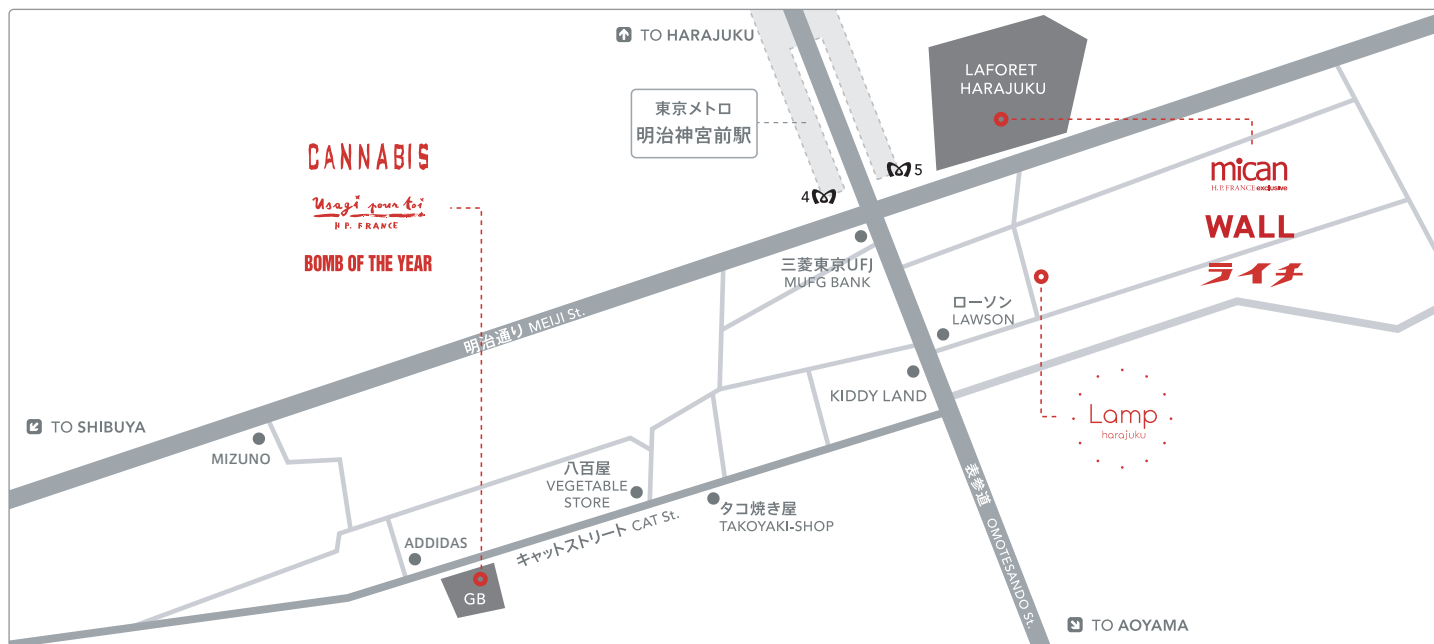 TO HARAJUKU
LAFORET
HARAJUKU
東京メトロ
明治神宮前駅
CANNABIS
Usagi pour toi
H.P. FRANCE
BOMB OF THE YEAR
4
5
mican
H.P.FRANCE exclusive
WALL
ライチ
三菱東京UFJ
MUFG BANK
ローソン
LAWSON
明治通り MEIJI St.
KIDDY LAND
Lamp
harajuku
TO SHIBUYA
MIZUNO
八百屋
VEGETABLE
STORE
タコ焼き屋
TAKOYAKI-SHOP
キャットストリート CAT St.
表参道 OMOTESANDO St.
ADDIDAS
GB
TO AOYAMA